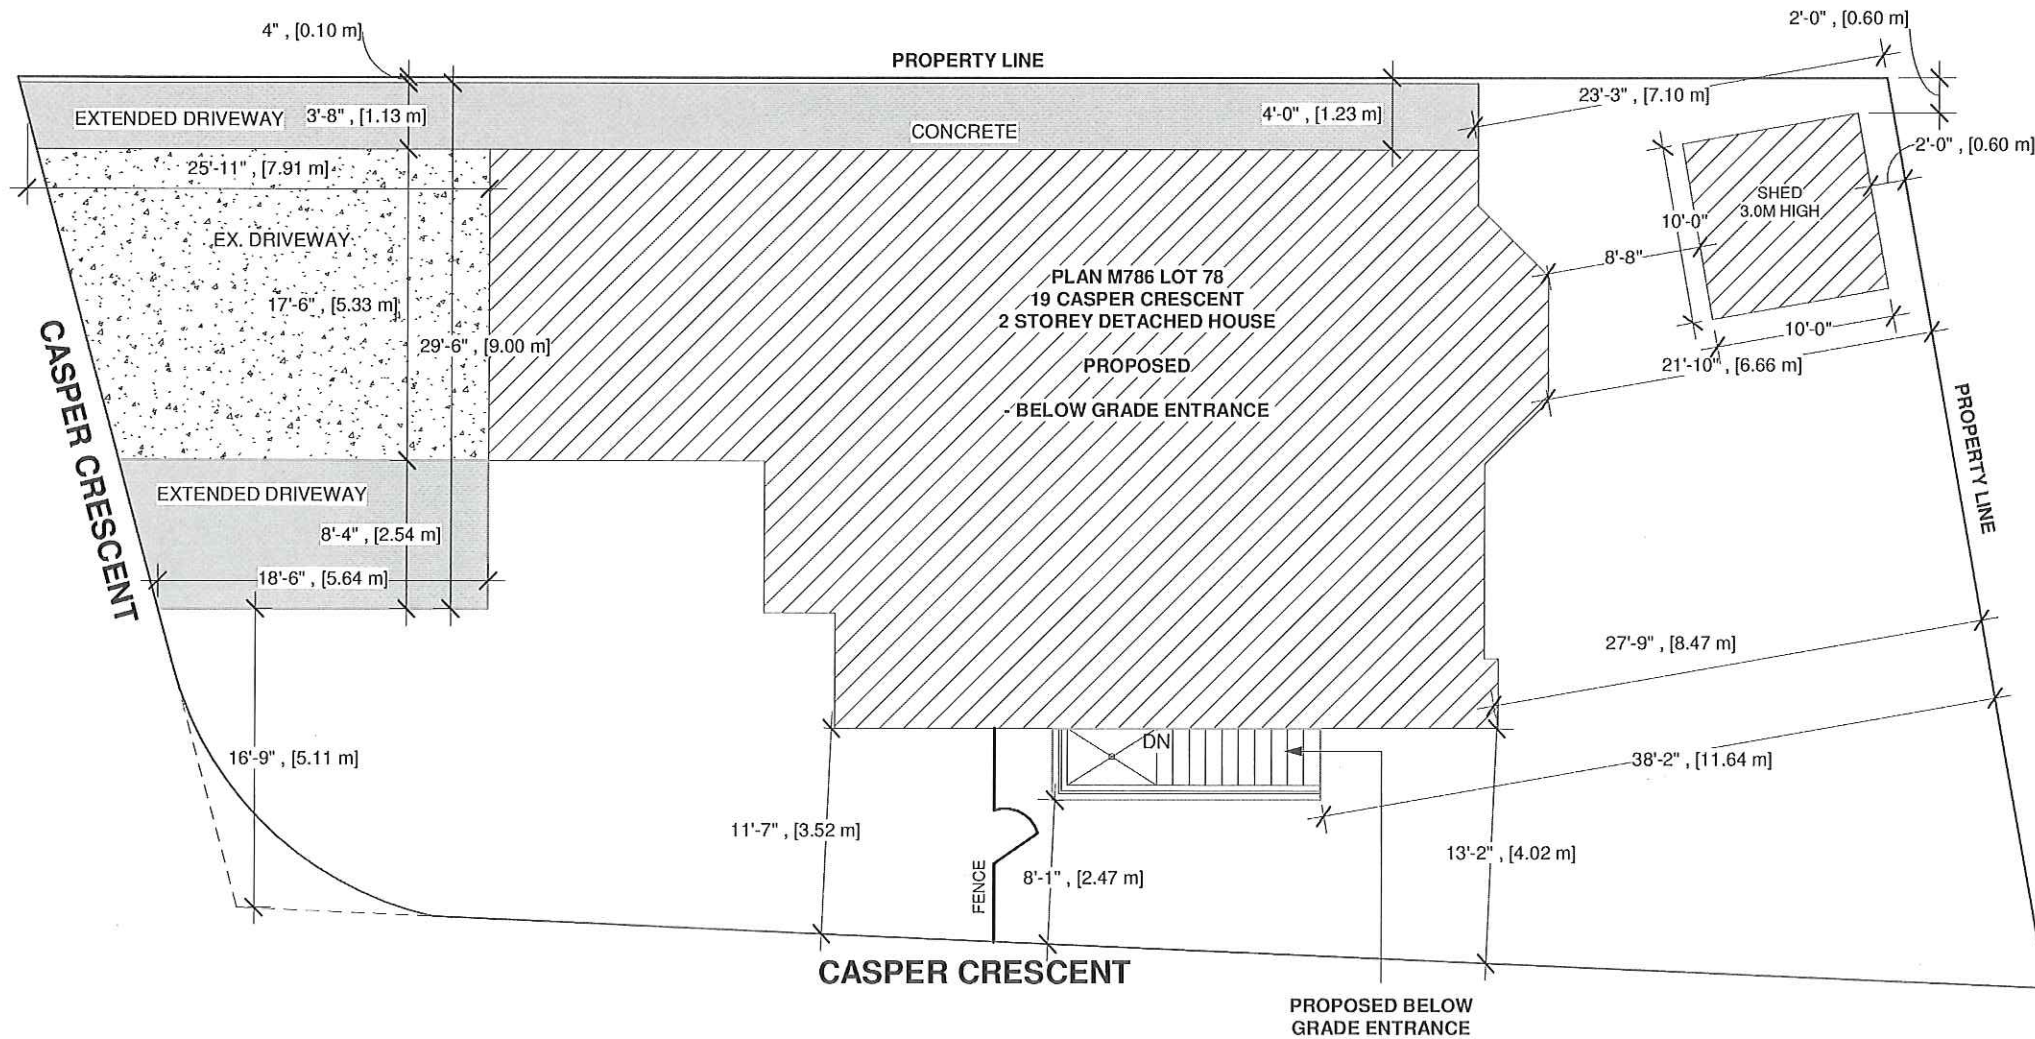 4" , [0.10 m]
PROPERTY LINE
2'-0" , [0.60 m]
EXTENDED DRIVEWAY
3'-8" , [1.13 m]
CONCRETE
4'-0" , [1.23 m]
23'-3" , [7.10 m]
2'-0" , [0.60 m]
25'-11" , [7.91 m]
EX. DRIVEWAY
17'-6" , [5.33 m]
29'-6" , [9.00 m]
PLAN M786 LOT 78
19 CASPER CRESCENT
2 STOREY DETACHED HOUSE
PROPOSED
- BELOW GRADE ENTRANCE
SHED
3.0M HIGH
10'-0"
8'-8"
10'-0"
21'-10" , [6.66 m]
CASPER CRESCENT
PROPERTY LINE
EXTENDED DRIVEWAY
8'-4" , [2.54 m]
18'-6" , [5.64 m]
27'-9" , [8.47 m]
16'-9" , [5.11 m]
DN
38'-2" , [11.64 m]
11'-7" , [3.52 m]
FENCE
8'-1" , [2.47 m]
13'-2" , [4.02 m]
CASPER CRESCENT
PROPOSED BELOW
GRADE ENTRANCE